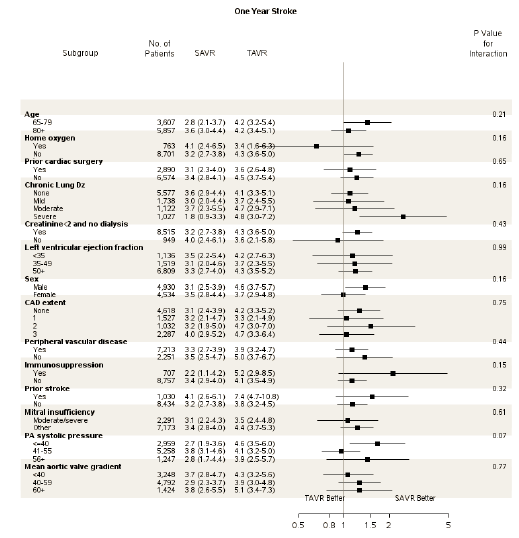 One Year Stroke
Subgroup No. of Patients SAVR TAVR P Value for Interaction
Age 0.21
65-79 3,607 2.8 (2.1-3.7) 4.2 (3.2-5.4)
80+ 5,857 3.6 (3.0-4.4) 4.2 (3.4-5.1)
Home oxygen 0.16
Yes 763 4.1 (2.4-6.5) 3.4 (1.6-6.3)
No 8,701 3.2 (2.7-3.8) 4.3 (3.6-5.0)
Prior cardiac surgery 0.65
Yes 2,890 3.1 (2.3-4.0) 3.6 (2.6-4.8)
No 6,574 3.4 (2.8-4.1) 4.5 (3.7-5.4)
Chronic Lung Dz 0.16
None 5,577 3.6 (2.9-4.4) 4.1 (3.3-5.1)
Mild 1,738 3.0 (2.0-4.4) 3.7 (2.4-5.5)
Moderate 1,122 3.7 (2.3-5.5) 4.7 (2.9-7.1)
Severe 1,027 1.8 (0.9-3.3) 4.8 (3.0-7.2)
Creatinine<2 and no dialysis 0.43
Yes 8,515 3.2 (2.7-3.8) 4.3 (3.6-5.0)
No 949 4.0 (2.4-6.1) 3.6 (2.1-5.8)
Left ventricular ejection fraction 0.99
<35 1,136 3.5 (2.2-5.4) 4.2 (2.7-6.3)
35-49 1,519 3.1 (2.0-4.6) 3.7 (2.3-5.5)
50+ 6,809 3.3 (2.7-4.0) 4.3 (3.5-5.2)
Sex 0.16
Male 4,930 3.1 (2.5-3.9) 4.6 (3.7-5.7)
Female 4,534 3.5 (2.8-4.4) 3.7 (2.9-4.8)
CAD extent 0.75
None 4,618 3.1 (2.4-3.9) 4.2 (3.3-5.2)
1 1,527 3.2 (2.1-4.7) 3.3 (2.1-4.9)
2 1,032 3.2 (1.9-5.0) 4.7 (3.0-7.0)
3 2,287 4.0 (2.9-5.2) 4.7 (3.3-6.4)
Peripheral vascular disease 0.44
Yes 7,213 3.3 (2.7-3.9) 3.9 (3.2-4.7)
No 2,251 3.5 (2.5-4.7) 5.0 (3.7-6.7)
Immunosuppression 0.15
Yes 707 2.2 (1.1-4.2) 5.2 (2.9-8.5)
No 8,757 3.4 (2.9-4.0) 4.1 (3.5-4.9)
Prior stroke 0.32
Yes 1,030 4.1 (2.6-6.1) 7.4 (4.7-10.8)
No 8,434 3.2 (2.7-3.8) 3.8 (3.2-4.5)
Mitral insufficiency 0.61
Moderate/severe 2,291 3.1 (2.2-4.3) 3.5 (2.4-4.8)
Other 7,173 3.4 (2.8-4.0) 4.4 (3.7-5.3)
PA systolic pressure 0.07
<=40 2,959 2.7 (1.9-3.6) 4.6 (3.5-6.0)
41-55 5,258 3.8 (3.1-4.6) 4.1 (3.2-5.0)
56+ 1,247 2.8 (1.7-4.4) 3.9 (2.5-5.7)
Mean aortic valve gradient 0.77
<40 3,248 3.7 (2.8-4.7) 4.3 (3.2-5.6)
40-59 4,792 2.9 (2.3-3.7) 3.9 (3.0-4.8)
60+ 1,424 3.8 (2.6-5.5) 5.1 (3.4-7.3)
TAVR Better SAVR Better
0.5 0.8 1 1.5 2 5